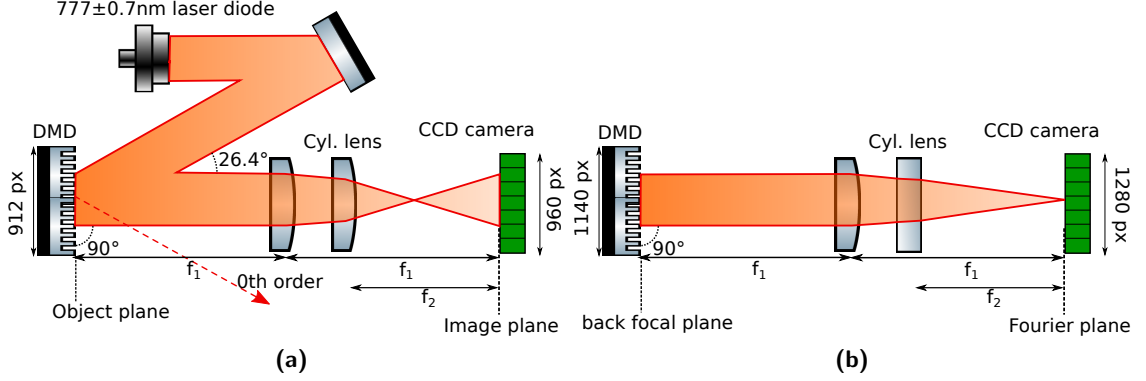 777±0.7nm laser diode
DMD
912 px
26.4°
Cyl. lens
CCD camera
960 px
90°
f₁
f₁
0th order
f₂
Object plane
Image plane
(a)
DMD
1140 px
Cyl. lens
CCD camera
1280 px
90°
f₁
f₁
f₂
back focal plane
Fourier plane
(b)